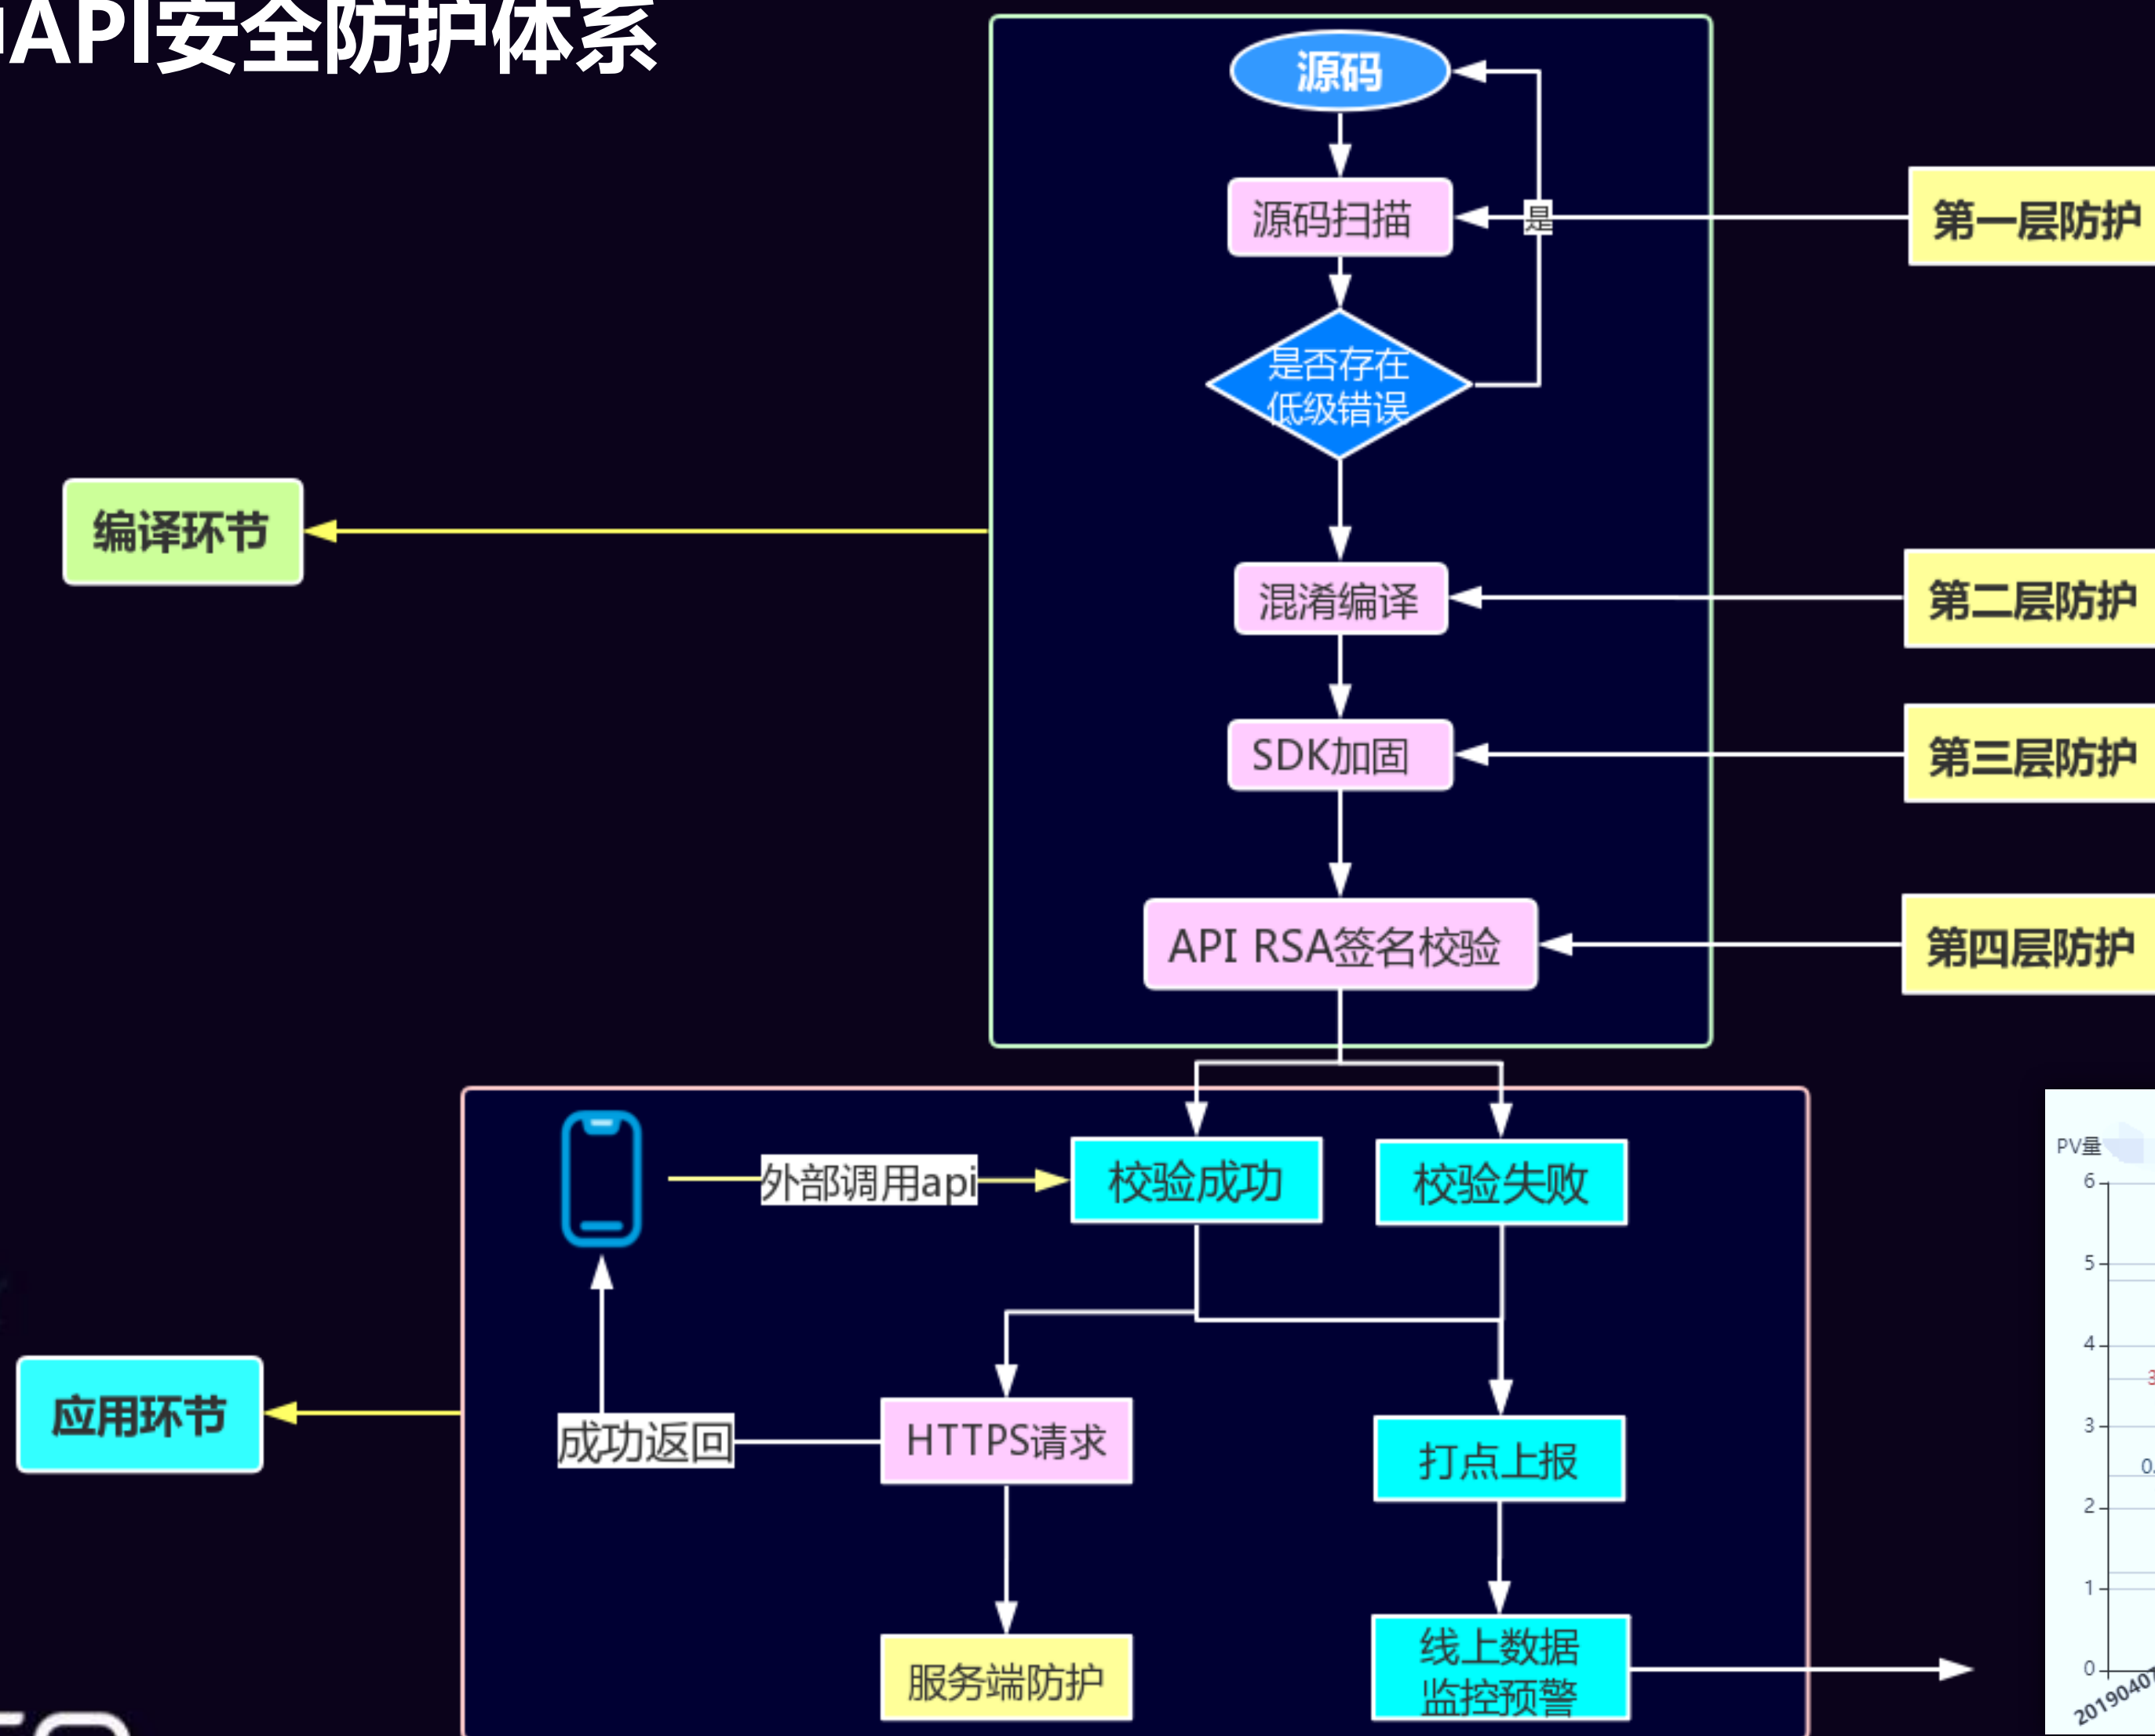 API安全防护体系
源码
源码扫描
是
第一层防护
是否存在
低级错误
编译环节
混淆编译
第二层防护
SDK加固
第三层防护
API RSA签名校验
第四层防护
外部调用api
校验成功
校验失败
PV量
6
5
4
3
2
1
0
应用环节
成功返回
HTTPS请求
打点上报
服务端防护
线上数据
监控预警
2019040